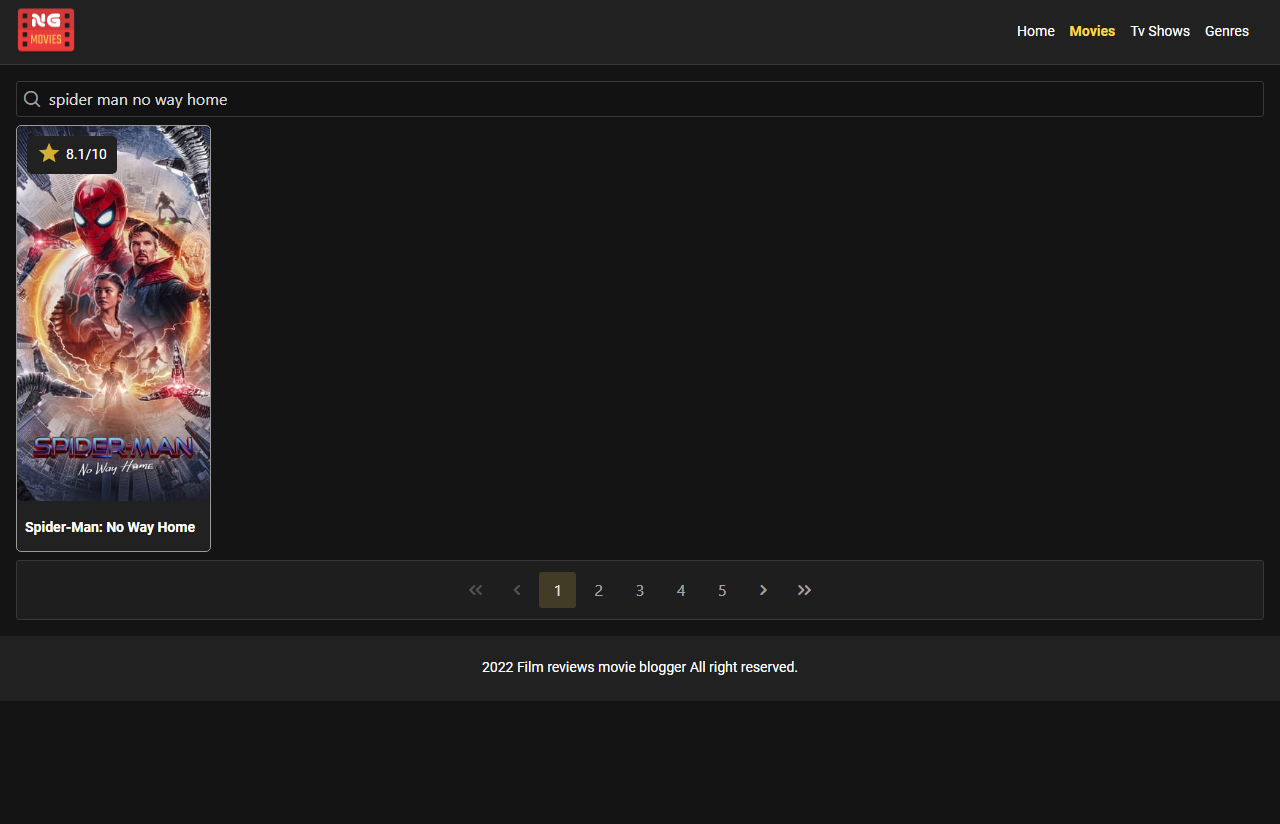 NG
MOVIES
Home Movies Tv Shows Genres
spider man no way home
8.1/10
SPIDER-MAN
No Way Home
Spider-Man: No Way Home
1 2 3 4 5
2022 Film reviews movie blogger All right reserved.